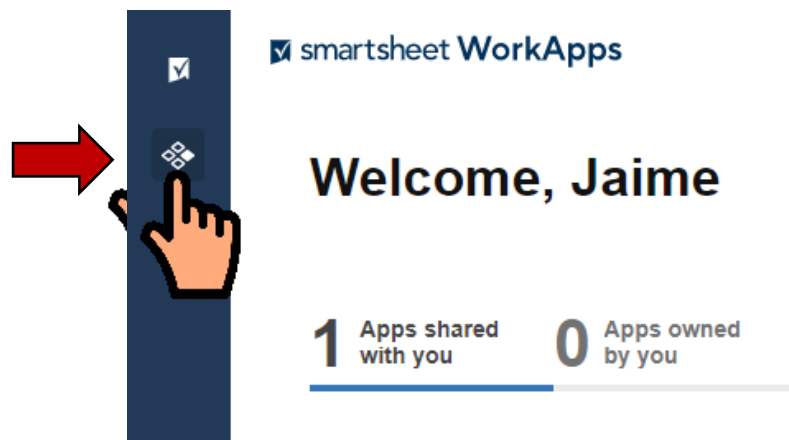 smartsheet WorkApps
Welcome, Jaime
1 Apps shared
with you
0 Apps owned
by you